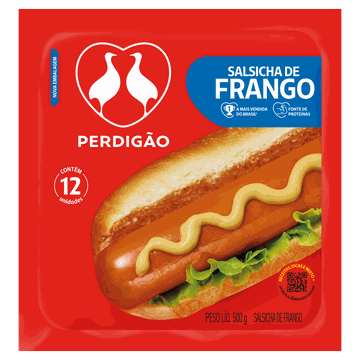 NOVA EMBALAGEM
PERDIGÃO
SALSICHA DE
FRANGO
1
A MAIS VENDIDA
DO BRASIL*
FONTE DE
PROTEÍNAS
CONTÉM
12
unidades
PESO LÍQ. 500 g SALSICHA DE FRANGO